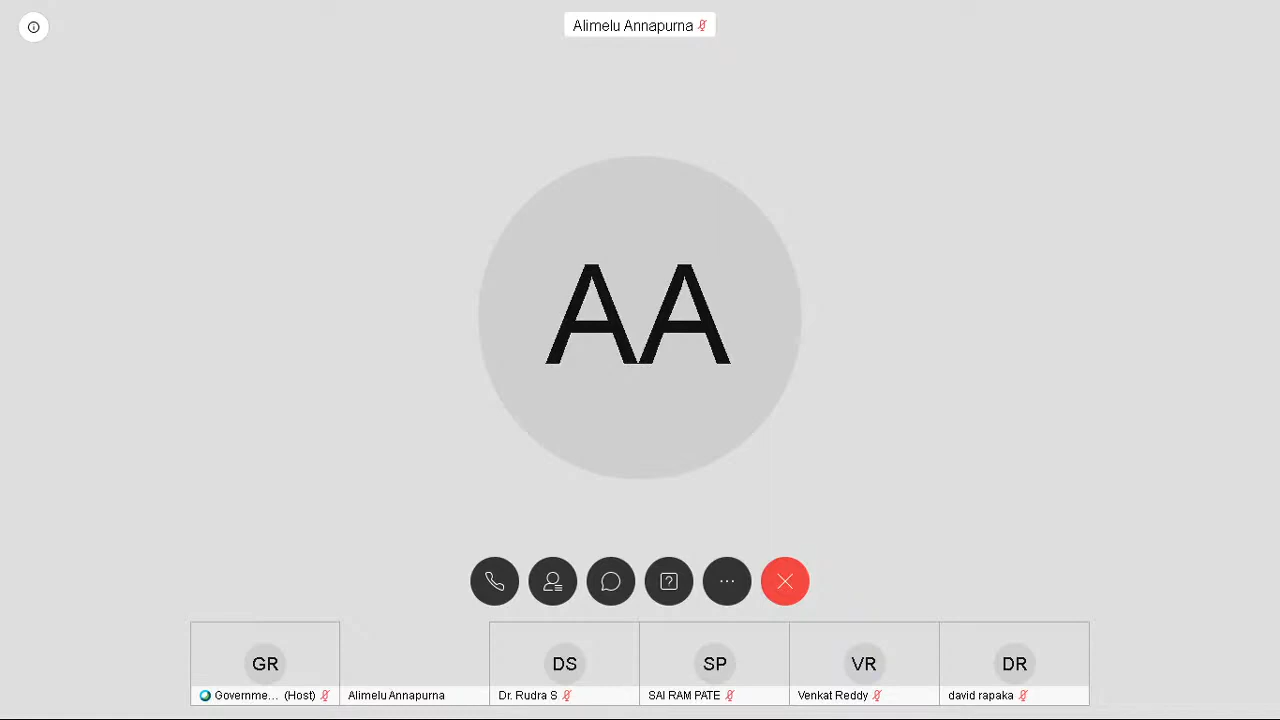 Alimelu Annapurna
AA
GR
DS
SP
VR
DR
Governme... (Host)
Alimelu Annapurna
Dr. Rudra S
SAI RAM PATE
Venkat Reddy
david rapaka